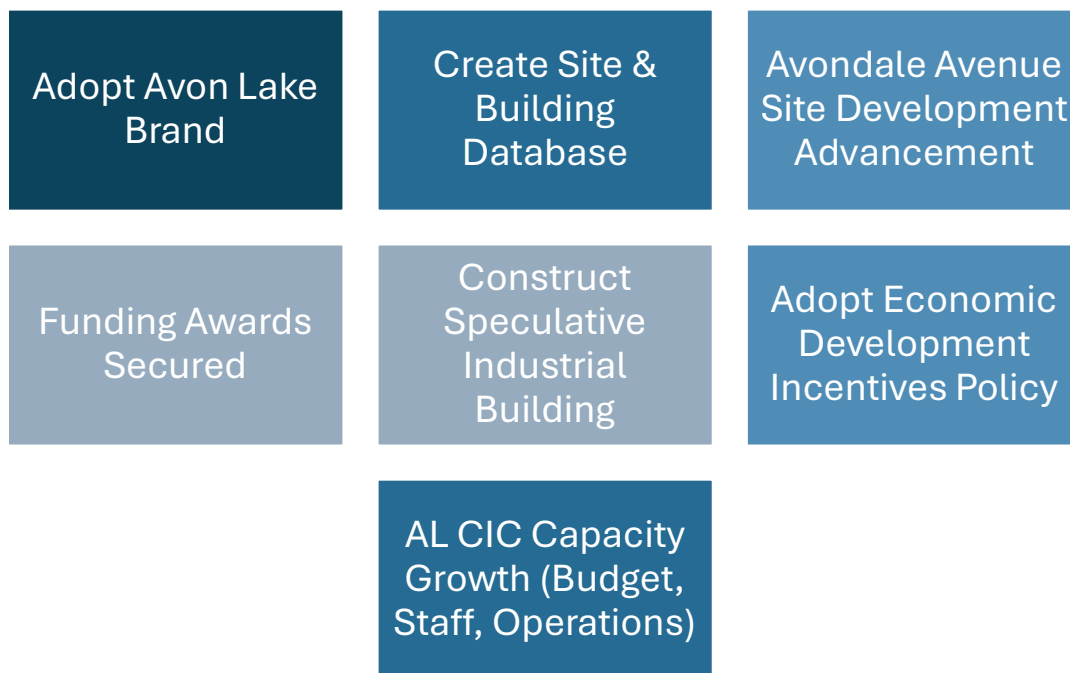 Adopt Avon Lake
Brand
Create Site &
Building
Database
Avondale Avenue
Site Development
Advancement
Funding Awards
Secured
Construct
Speculative
Industrial
Building
Adopt Economic
Development
Incentives Policy
AL CIC Capacity
Growth (Budget,
Staff, Operations)